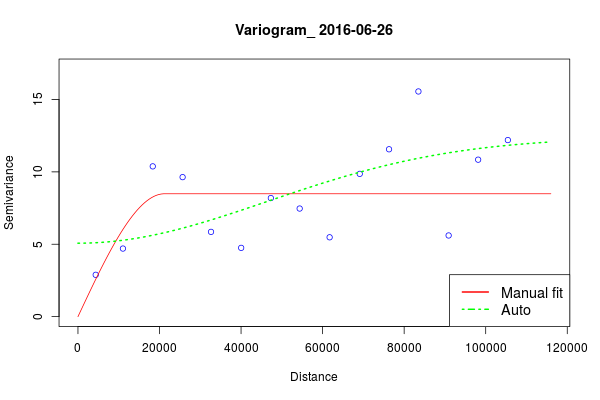 Variogram_ 2016-06-26
Semivariance
15
10
5
0
0 20000 40000 60000 80000 100000 120000
Distance
Manual fit
Auto